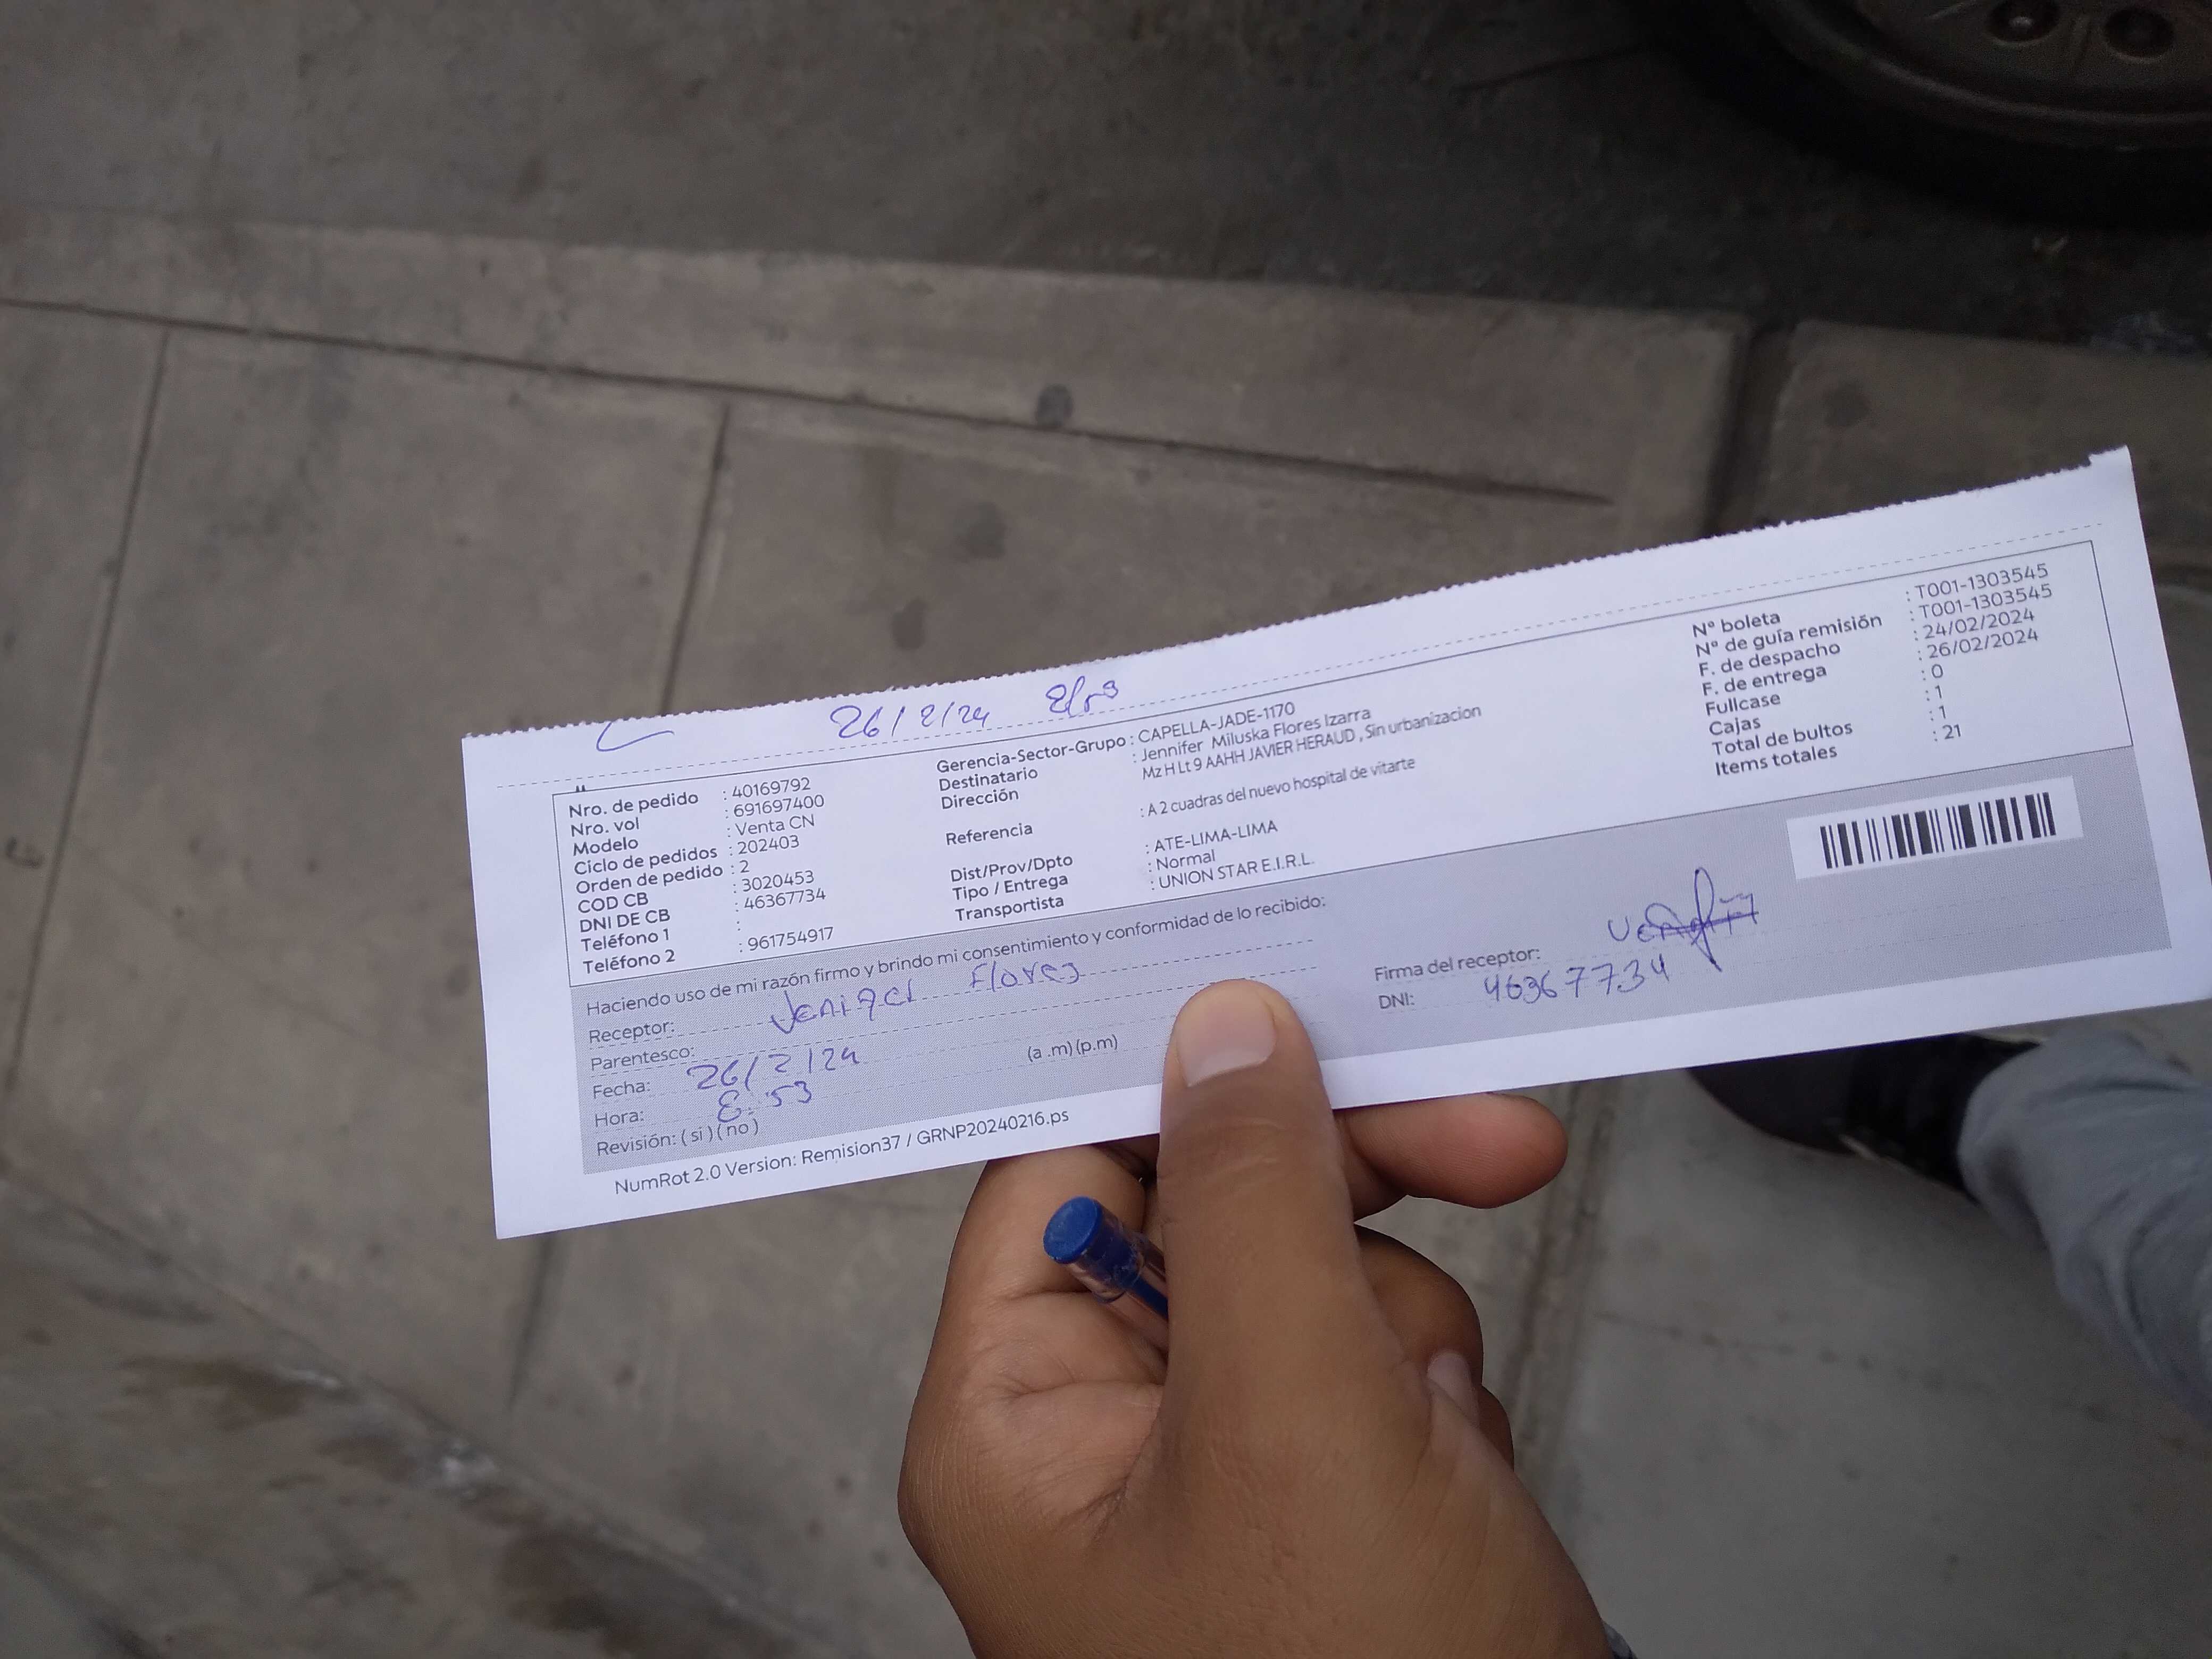 26/2/24
Nro. de pedido : 40169792
Nro. vol : 691697400
Modelo : Venta CN
Ciclo de pedidos : 202403
Orden de pedido : 2
COD CB : 3020453
DNI DE CB : 46367734
Teléfono 1 :
Teléfono 2 : 961754917
Gerencia-Sector-Grupo : CAPELLA-JADE-1170
Destinatario : Jennifer Miluska Flores Izarra
Dirección Mz H Lt 9 AAHH JAVIER HERAUD , Sin urbanizacion
Referencia : A 2 cuadras del nuevo hospital de vitarte
Dist/Prov/Dpto : ATE-LIMA-LIMA
Tipo / Entrega : Normal
Transportista : UNION STAR E.I.R.L.
N° boleta : T001-1303545
N° de guía remisión : T001-1303545
F. de despacho : 24/02/2024
F. de entrega : 26/02/2024
Fullcase : 0
Cajas : 1
Total de bultos : 1
Items totales : 21
Haciendo uso de mi razón firmo y brindo mi consentimiento y conformidad de lo recibido:
Receptor: Flores
Parentesco:
Fecha: 26/2/24
Hora: 8:53 (a .m) (p.m)
Revisión: ( si ) ( no )
Firma del receptor:
DNI: 46367734
NumRot 2.0 Version: Remision37 / GRNP20240216.ps